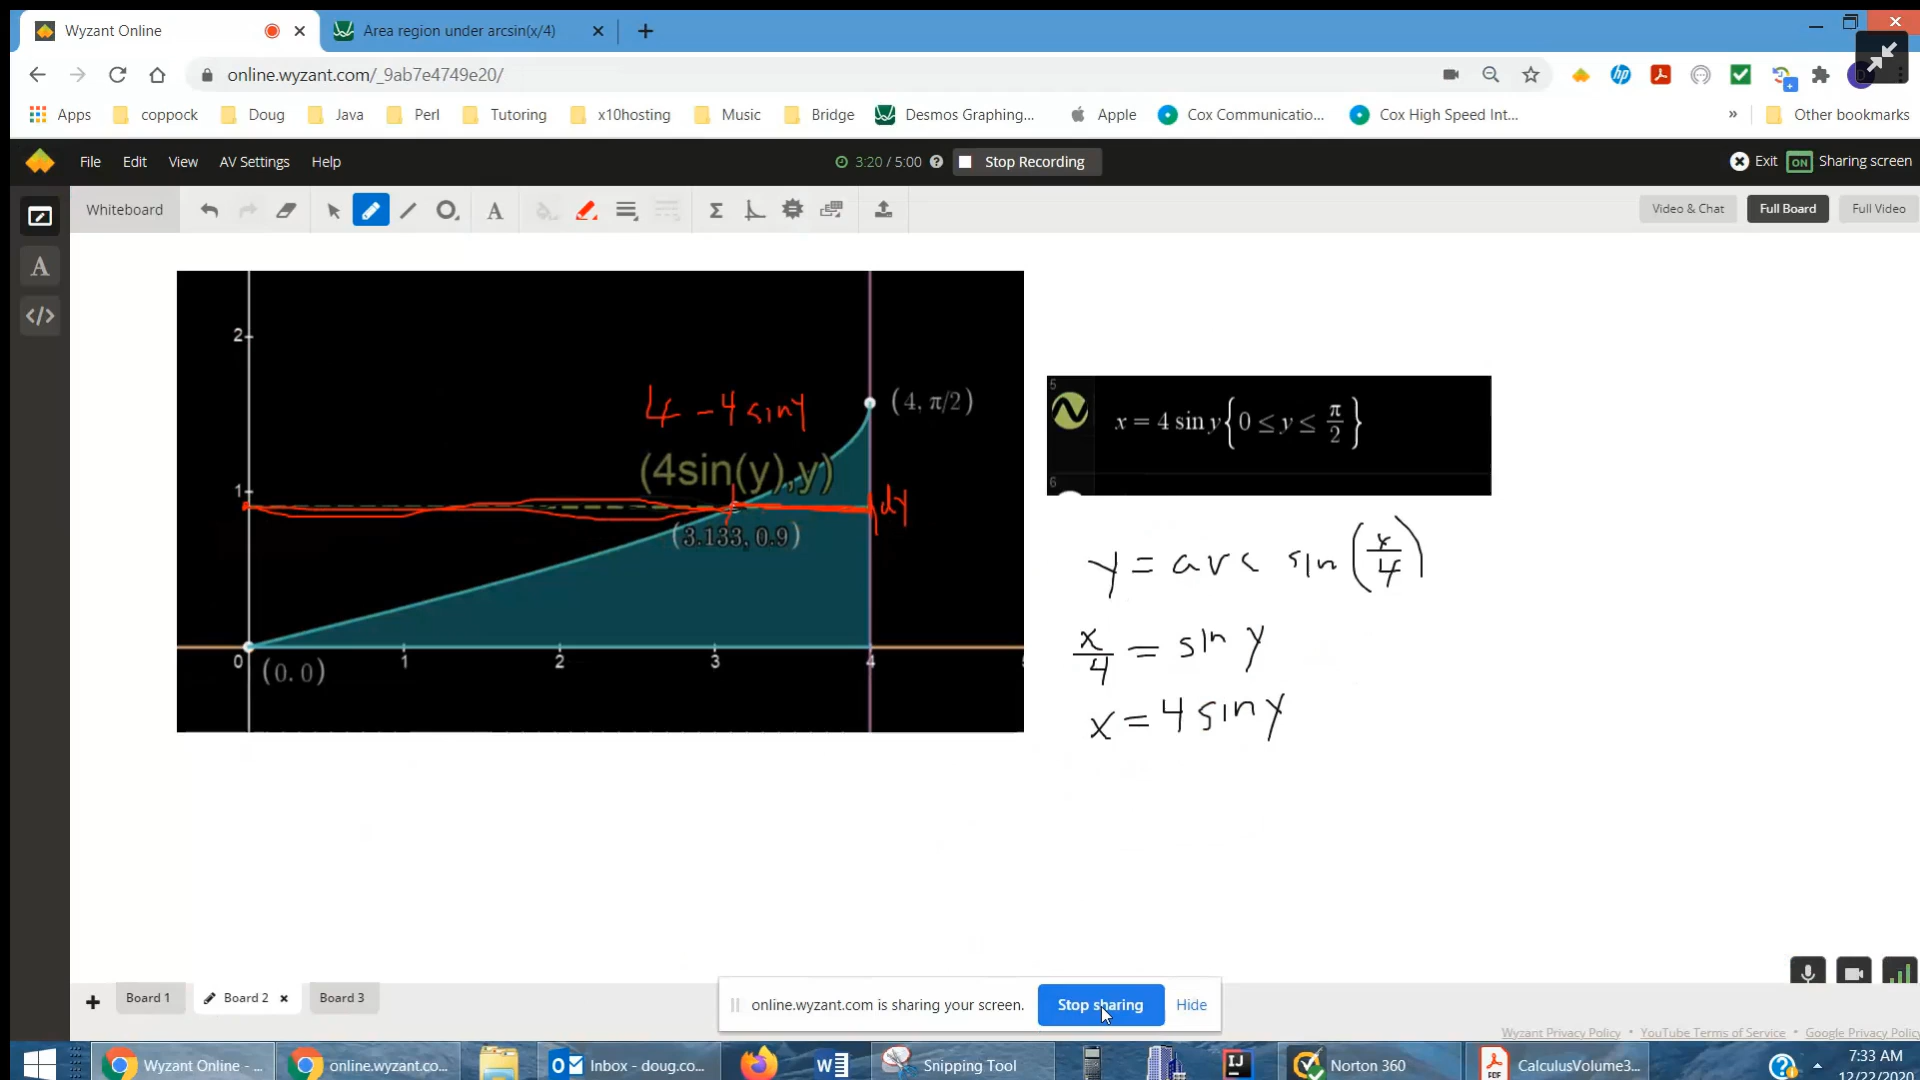 Wyzant Online
Area region under arcsin(x/4)
online.wyzant.com/_9ab7e4749e20/
Apps coppock Doug Java Perl Tutoring x10hosting Music Bridge Desmos Graphing... Apple Cox Communicatio... Cox High Speed Int... » Other bookmarks
File Edit View AV Settings Help 3:20 / 5:00 ? Stop Recording Exit ON Sharing screen
Whiteboard A Σ Video & Chat Full Board Full Video
A
</>
2
4 - 4 sin y
(4, π/2)
(4sin(y),y)
1
dy
(3.133, 0.9)
0 1 2 3 4 5
(0, 0)
5
x = 4 sin y {0 ≤ y ≤ π/2}
6
y = arc sin (x/4)
x/4 = sin y
x = 4 sin y
+ Board 1 Board 2 × Board 3
online.wyzant.com is sharing your screen. Stop sharing Hide
Wyzant Privacy Policy • YouTube Terms of Service • Google Privacy Policy
Wyzant Online - ... online.wyzant.co... Inbox - doug.co... Snipping Tool Norton 360 CalculusVolume3... 7:33 AM
12/22/2020